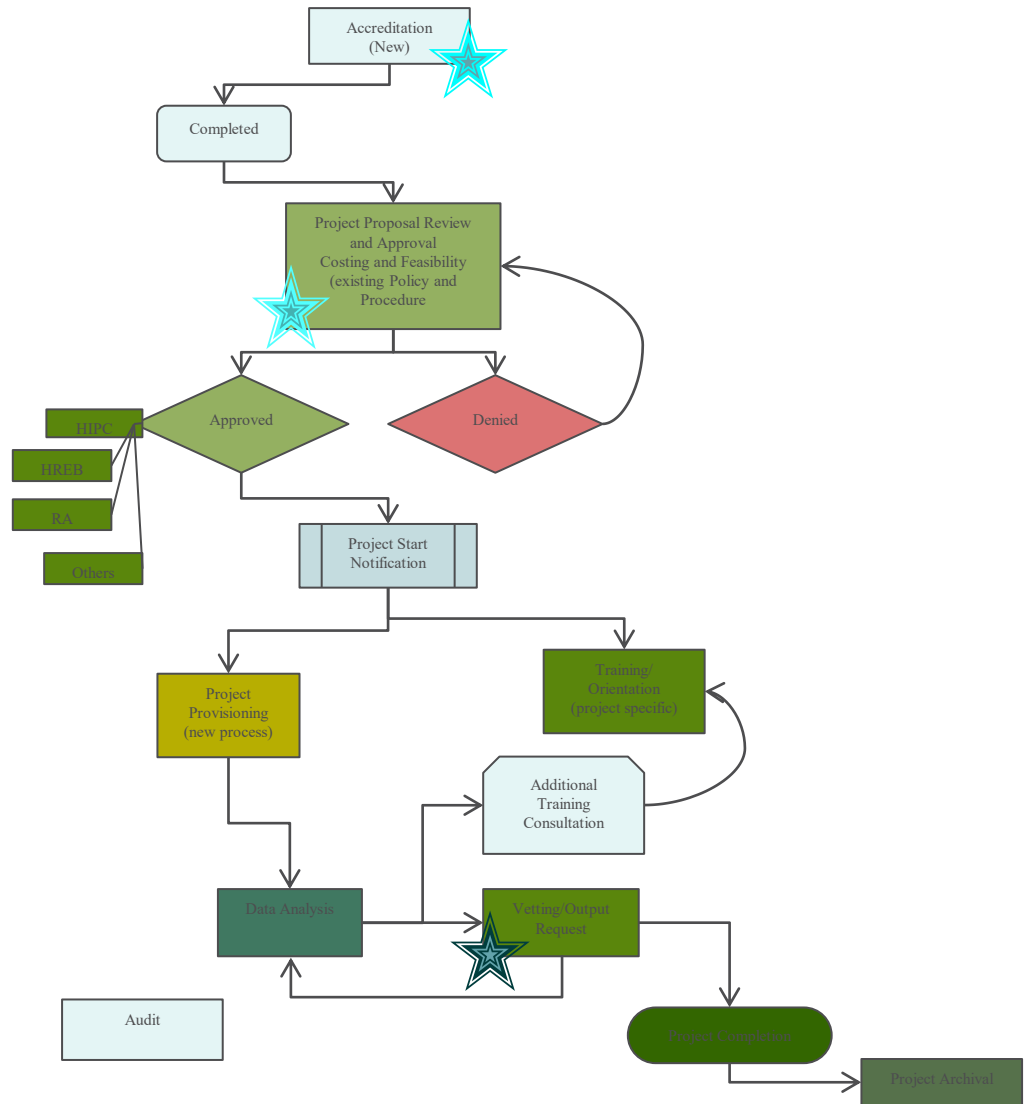 Accreditation
(New)
Completed
Project Proposal Review
and Approval
Costing and Feasibility
(existing Policy and
Procedure
Approved
Denied
HIPC
HREB
RA
Others
Project Start
Notification
Training/
Orientation
(project specific)
Project
Provisioning
(new process)
Additional
Training
Consultation
Data Analysis
Vetting/Output
Request
Audit
Project Completion
Project Archival